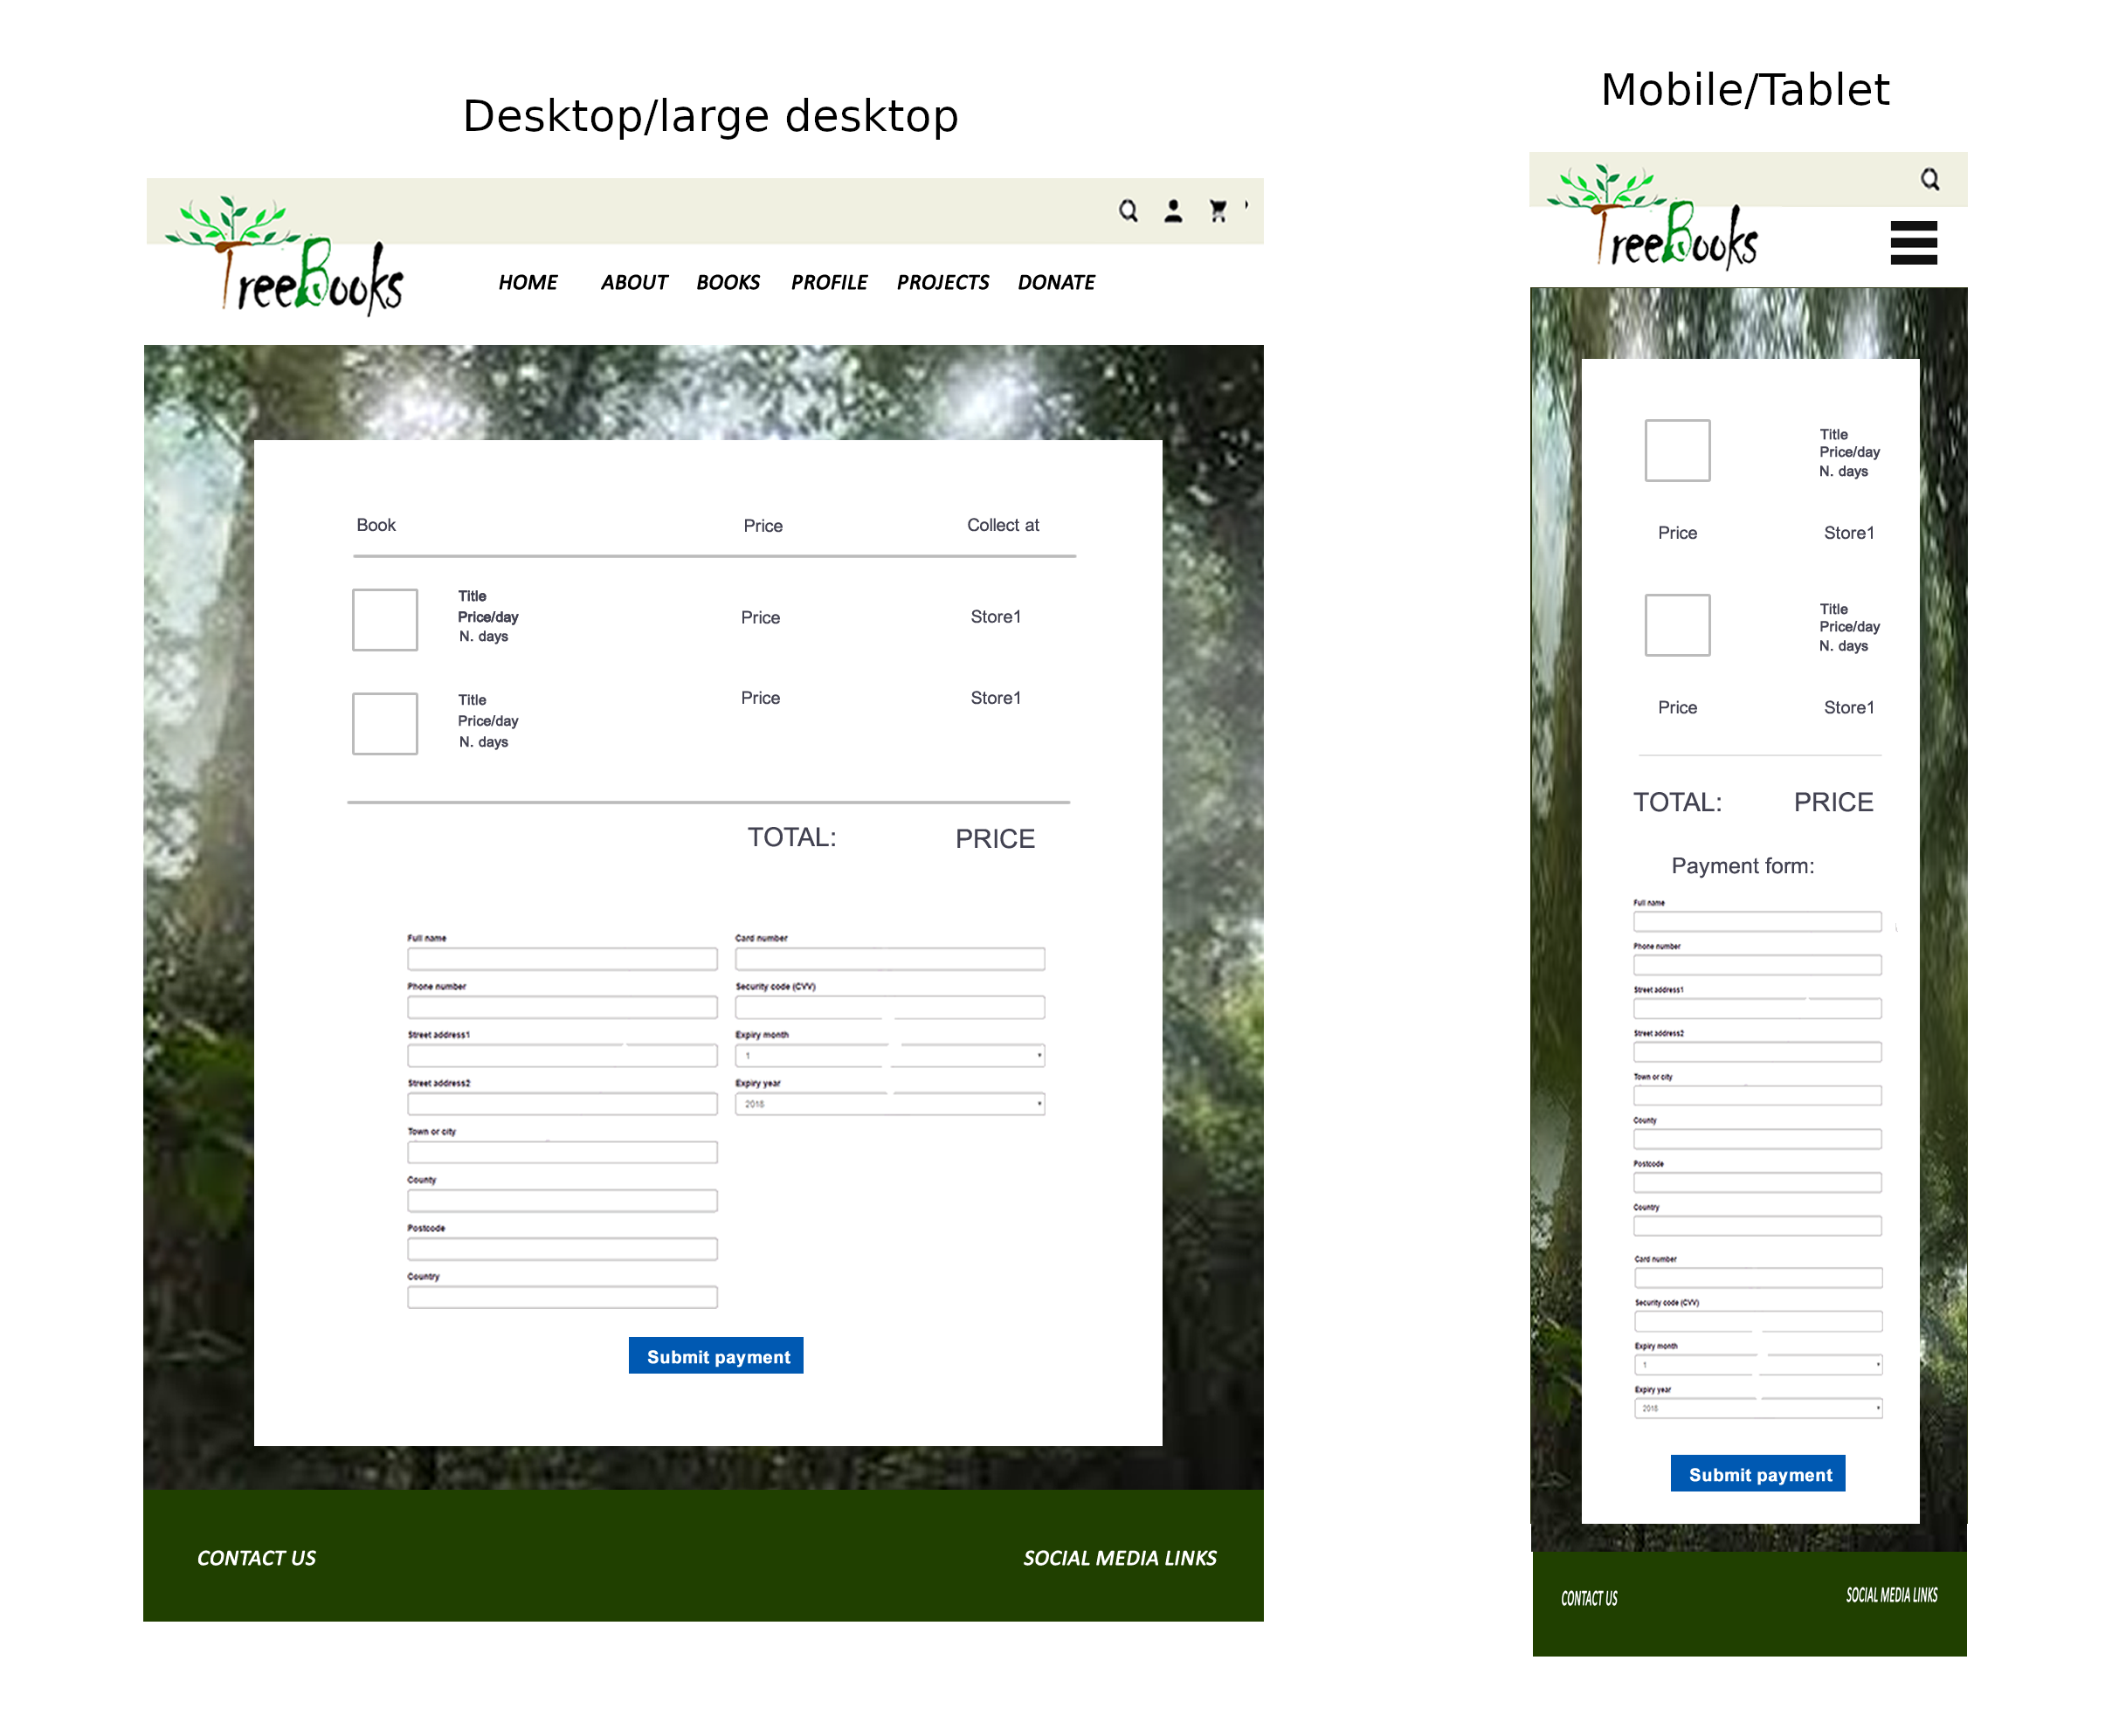 Desktop/large desktop
TreeBooks
HOME ABOUT BOOKS PROFILE PROJECTS DONATE
Book Price Collect at
Title
Price/day
N. days
Price Store1
Title
Price/day
N. days
Price Store1
TOTAL: PRICE
Full name
Phone number
Street address1
Street address2
Town or city
County
Postcode
Country
Card number
Security code (CVV)
Expiry month
1
Expiry year
2018
Submit payment
CONTACT US SOCIAL MEDIA LINKS
Mobile/Tablet
TreeBooks
Title
Price/day
N. days
Price Store1
Title
Price/day
N. days
Price Store1
TOTAL: PRICE
Payment form:
Full name
Phone number
Street address1
Street address2
Town or city
County
Postcode
Country
Card number
Security code (CVV)
Expiry month
1
Expiry year
2018
Submit payment
CONTACT US SOCIAL MEDIA LINKS